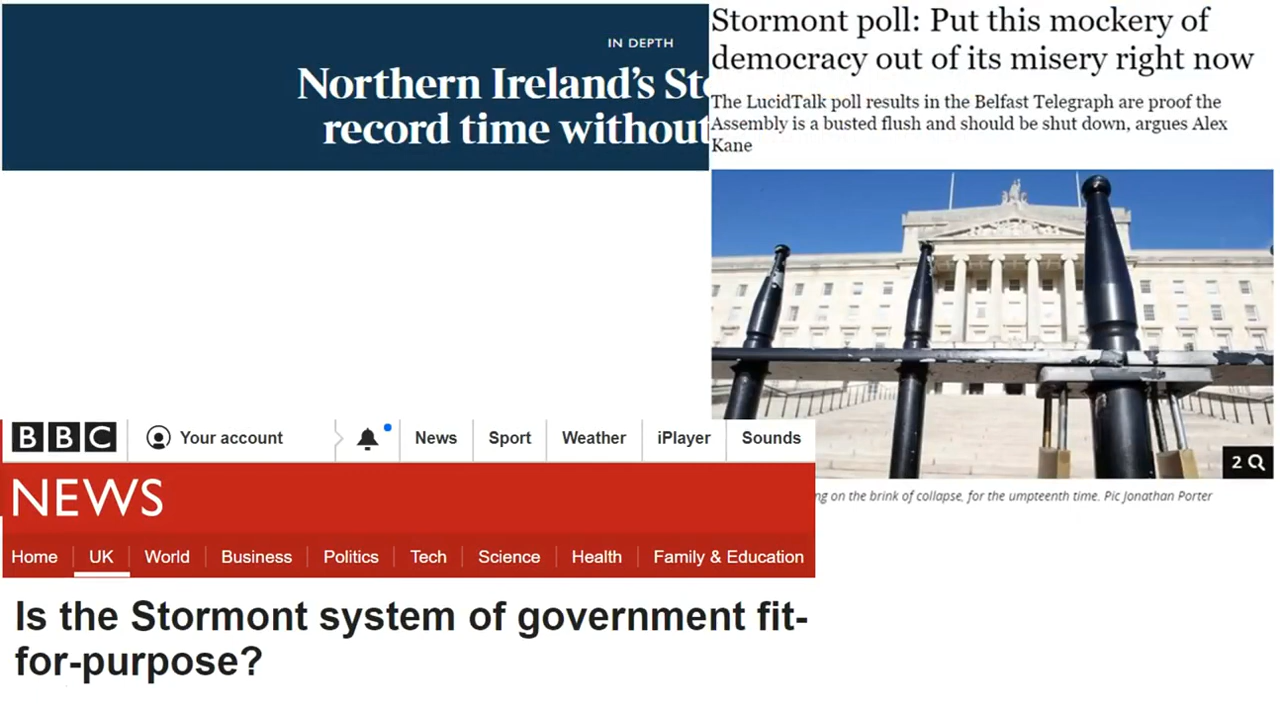 IN DEPTH
Northern Ireland's
record time without
Stormont poll: Put this mockery of
democracy out of its misery right now
The LucidTalk poll results in the Belfast Telegraph are proof the
Assembly is a busted flush and should be shut down, argues Alex
Kane
2
on the brink of collapse, for the umpteenth time. Pic Jonathan Porter
BBC Your account News Sport Weather iPlayer Sounds
NEWS
Home UK World Business Politics Tech Science Health Family & Education
Is the Stormont system of government fit-
for-purpose?